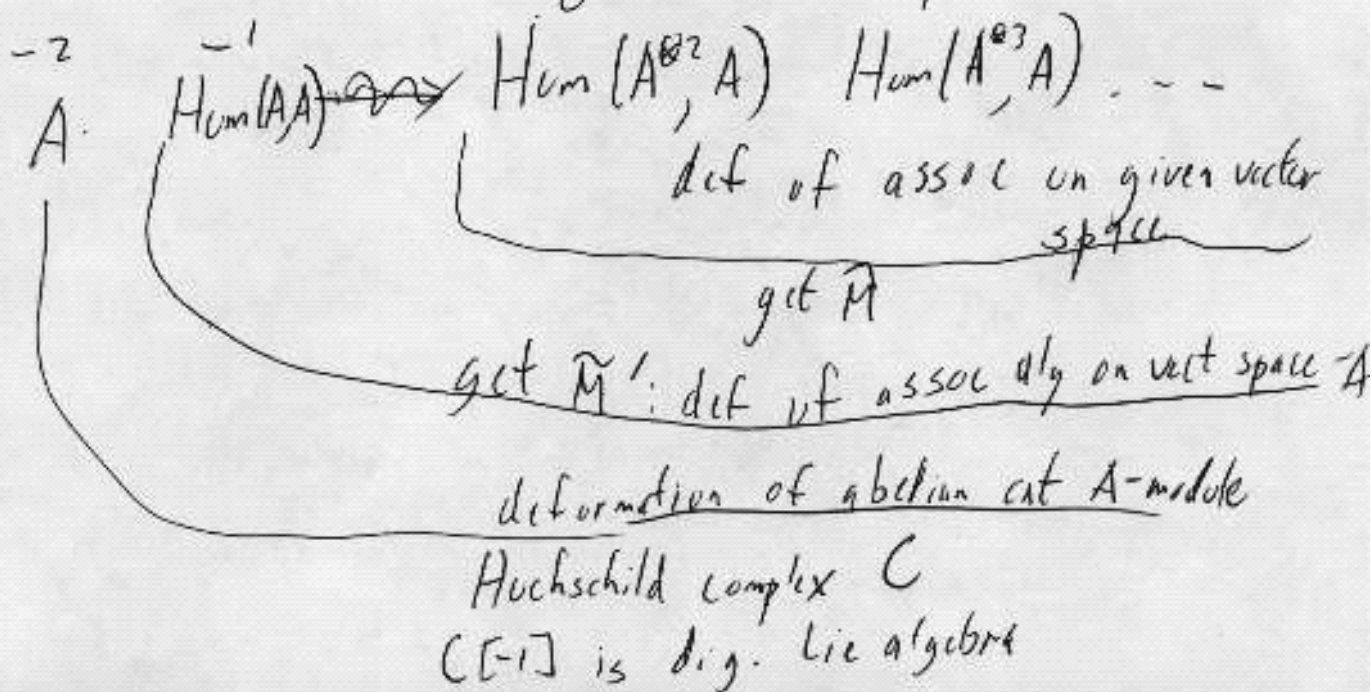 -2 -1
A. Hom(A,A) Hom(A^{⊗2}, A) Hom(A^{⊗3}, A) . - -
def of assoc on given vector
space
get M̃
get M̃': def of assoc alg on vect space -A
deformation of abelian cat A-module
Hochschild complex C
C[-1] is d.g. Lie algebra